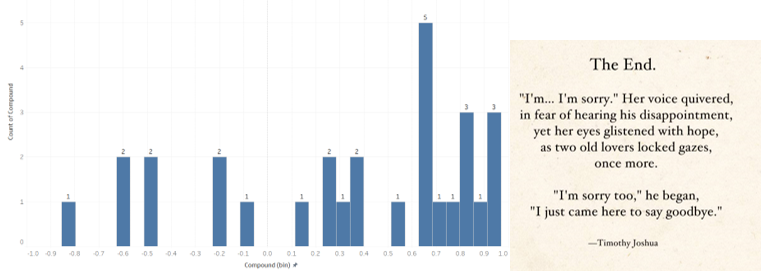 5
4
3
2
1
0
Count of Compound
1
2
2
2
1
1
2
1
2
1
5
1
1
3
1
3
-1.0 -0.9 -0.8 -0.7 -0.6 -0.5 -0.4 -0.3 -0.2 -0.1 0.0 0.1 0.2 0.3 0.4 0.5 0.6 0.7 0.8 0.9 1.0
Compound (bin)
The End.
"I'm... I'm sorry." Her voice quivered,
in fear of hearing his disappointment,
yet her eyes glistened with hope,
as two old lovers locked gazes,
once more.
"I'm sorry too," he began,
"I just came here to say goodbye."
—Timothy Joshua